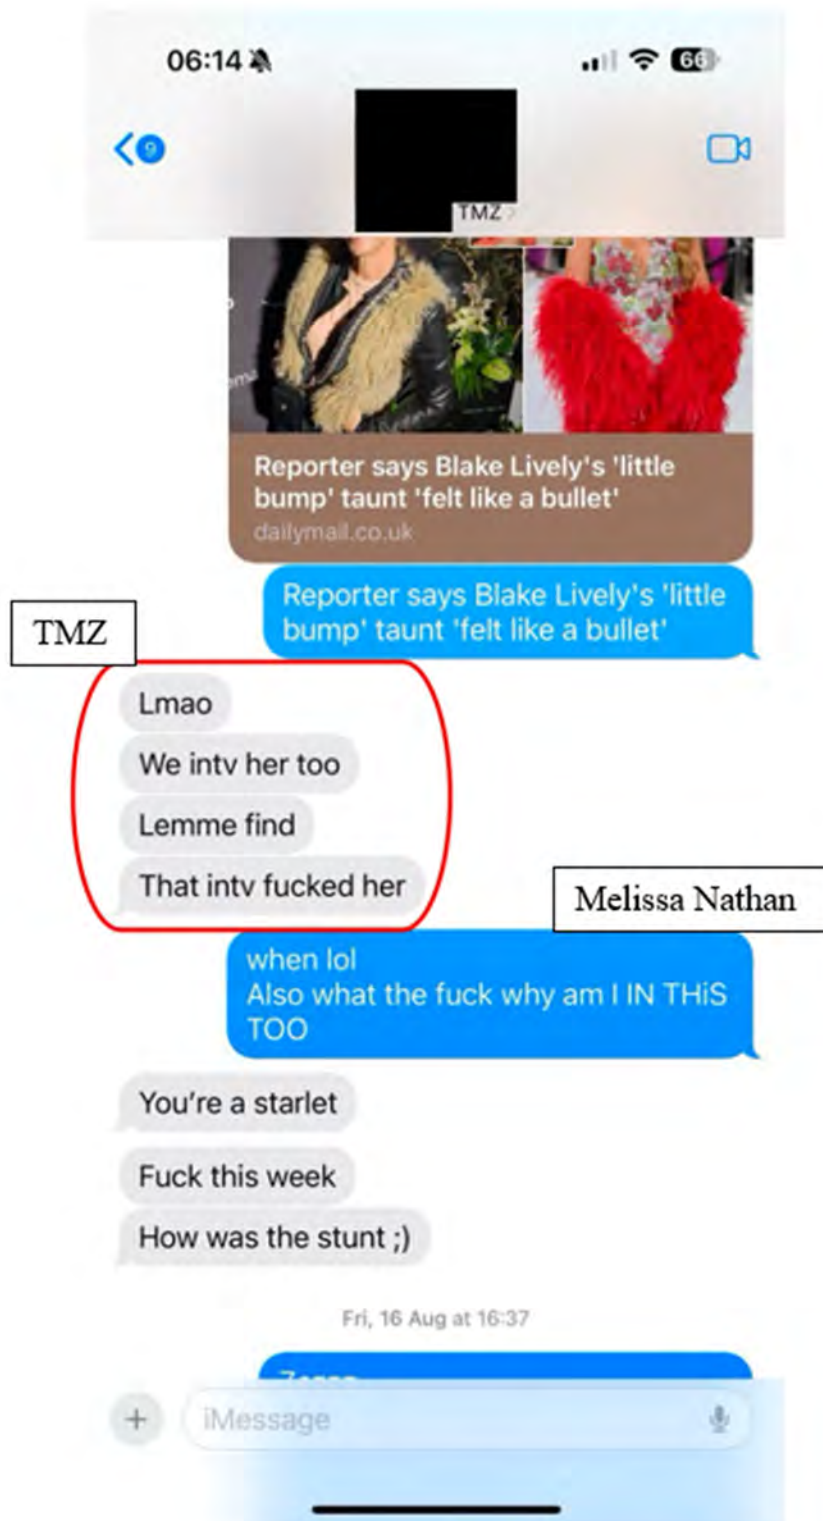 06:14
66
9
TMZ
Reporter says Blake Lively's 'little
bump' taunt 'felt like a bullet'
dailymail.co.uk
Reporter says Blake Lively's 'little
bump' taunt 'felt like a bullet'
TMZ
Lmao
We intv her too
Lemme find
That intv fucked her
Melissa Nathan
when lol
Also what the fuck why am I IN THiS
TOO
You're a starlet
Fuck this week
How was the stunt ;)
Fri, 16 Aug at 16:37
iMessage